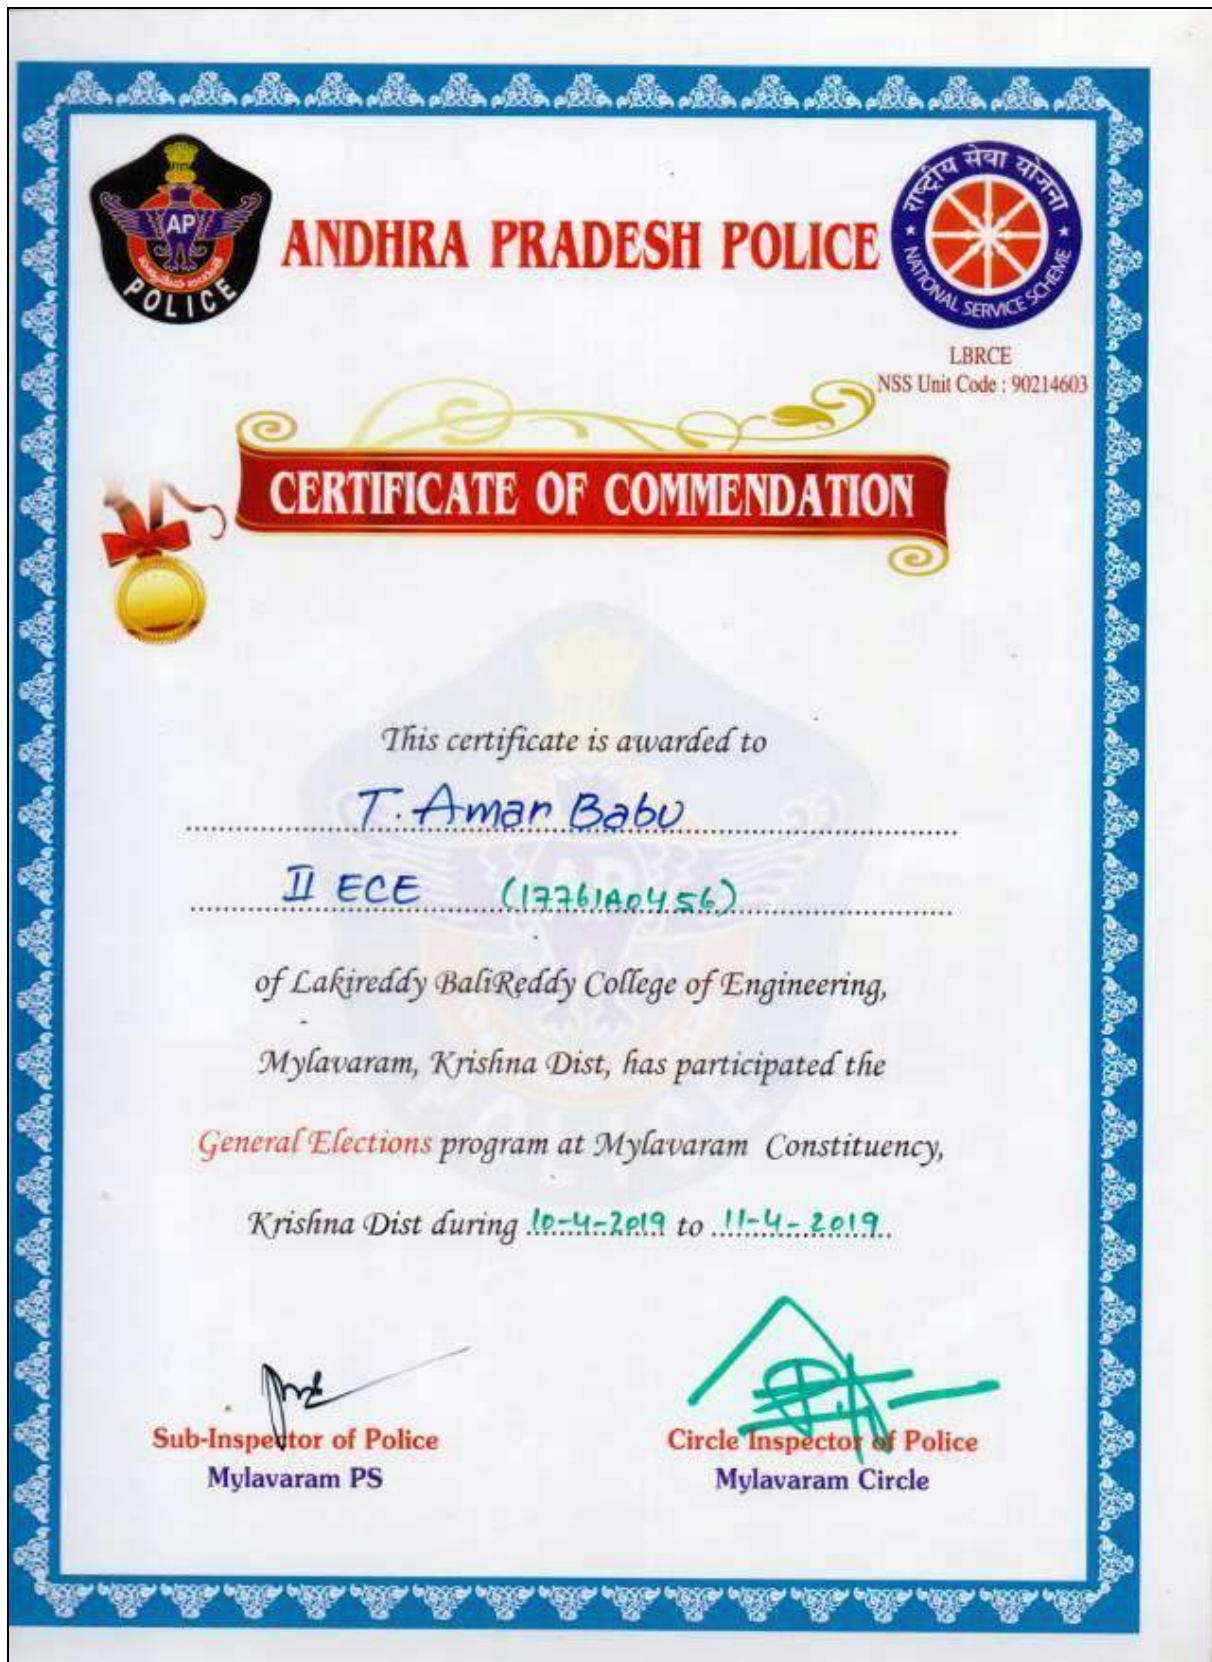 ANDHRA PRADESH POLICE
AP
POLICE
राष्ट्रीय सेवा योजना
NATIONAL SERVICE SCHEME
LBRCE
NSS Unit Code : 90214603
CERTIFICATE OF COMMENDATION
This certificate is awarded to
T. Amar Babu
II ECE (17761A0456)
of Lakireddy BaliReddy College of Engineering,
Mylavaram, Krishna Dist, has participated the
General Elections program at Mylavaram Constituency,
Krishna Dist during 10-4-2019 to 11-4-2019.
Sub-Inspector of Police
Mylavaram PS
Circle Inspector of Police
Mylavaram Circle